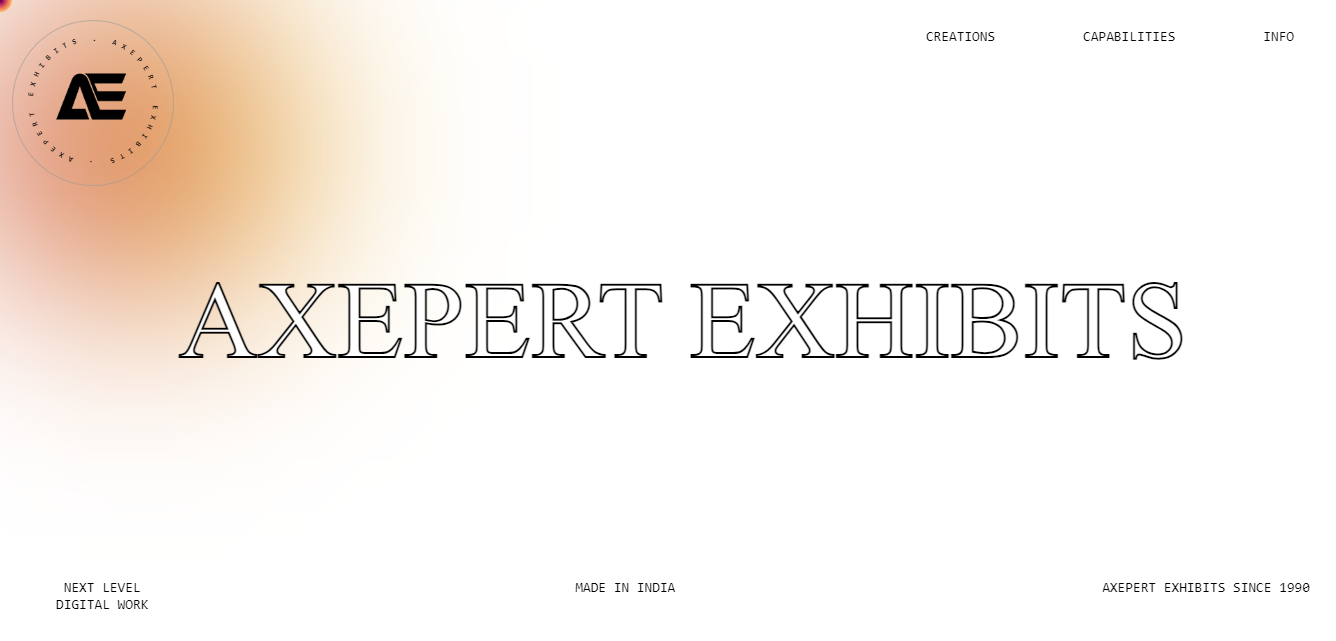 AXEPERT EXHIBITS · AXEPERT EXHIBITS ·
AE
CREATIONS
CAPABILITIES
INFO
AXEPERT EXHIBITS
NEXT LEVEL
DIGITAL WORK
MADE IN INDIA
AXEPERT EXHIBITS SINCE 1990